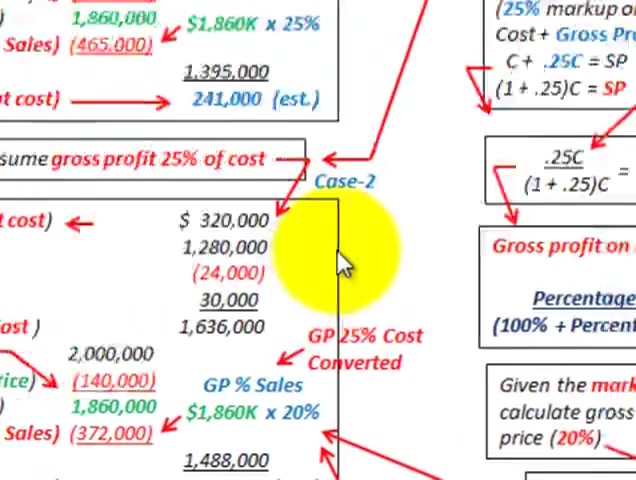 1,860,000 $1,860K x 25%
Sales) (465,000)
1,395,000
t cost) 241,000 (est.)
sume gross profit 25% of cost
Case-2
t cost) $ 320,000
1,280,000
(24,000)
30,000
ost ) 1,636,000
GP 25% Cost
Converted
2,000,000
rice) (140,000) GP % Sales
) 1,860,000 $1,860K x 20%
Sales) (372,000)
1,488,000
(25% markup o
Cost + Gross Pro
C + .25C = SP
(1 + .25)C = SP
.25C =
(1 + .25)C
Gross profit on
Percentage
(100% + Percent
Given the mark
calculate gross
price (20%)